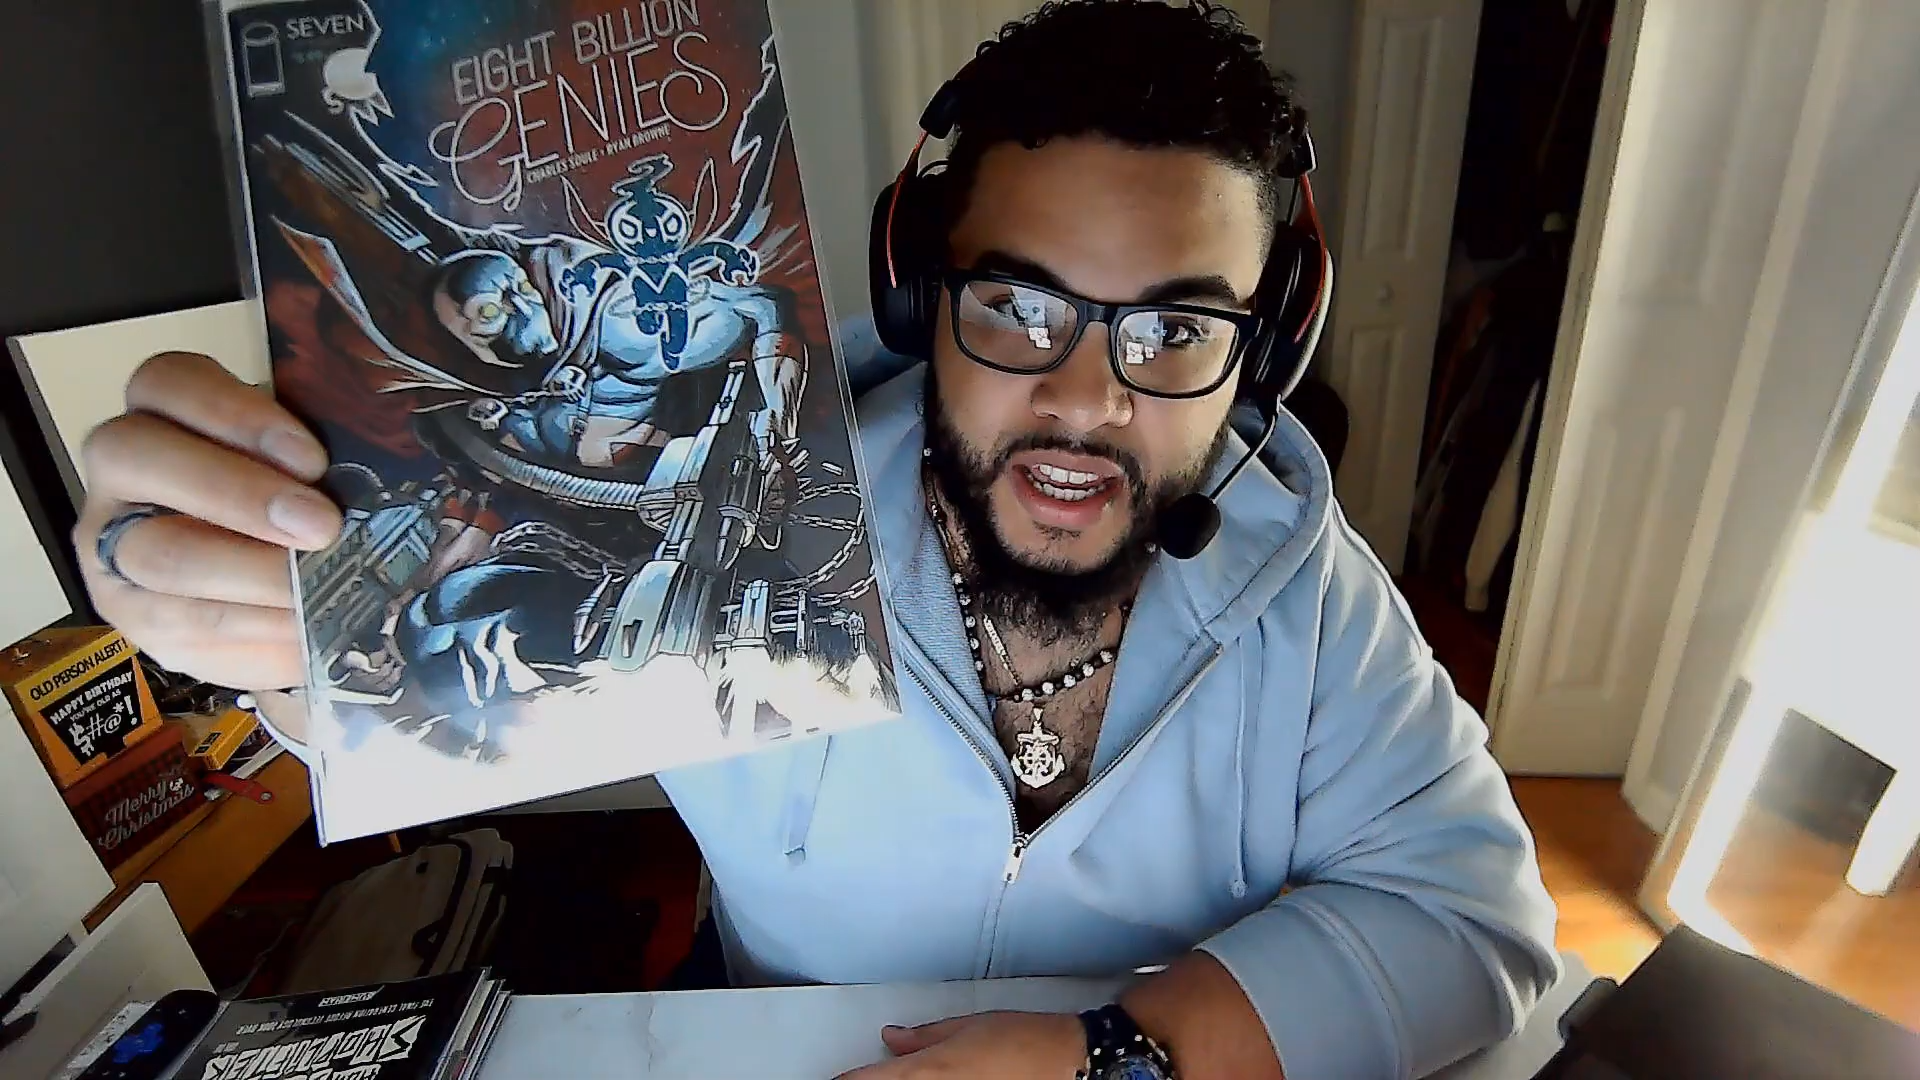 SEVEN
EIGHT BILLION
GENIES
CHARLES SOULE • RYAN BROWNE
OLD PERSON ALERT!
HAPPY BIRTHDAY
YOU'RE OLD AS
$#@*!
Merry
Christmas